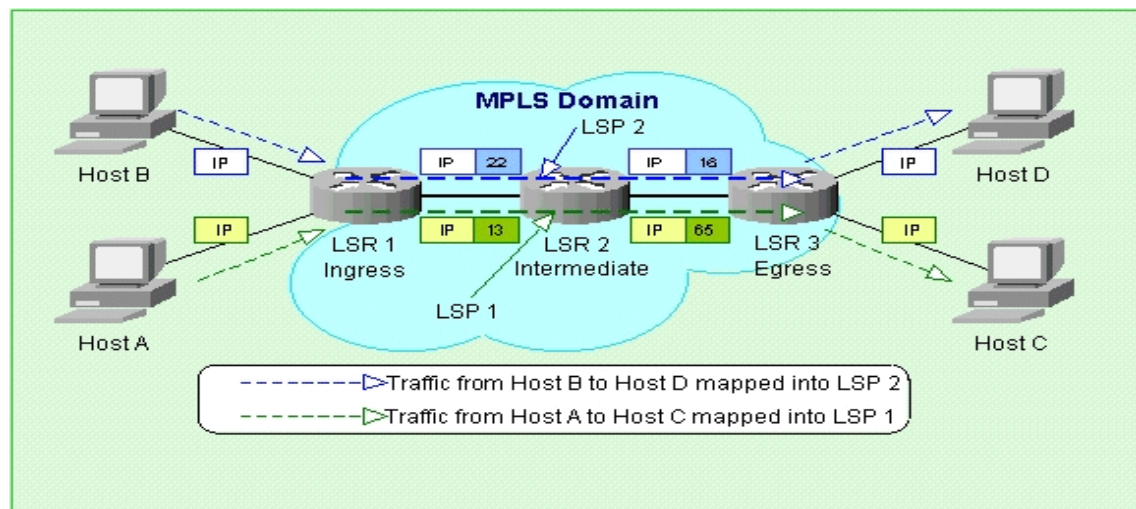 MPLS Domain
LSP 2
IP 22
IP 16
Host B
IP
IP
Host D
IP
IP 13
IP 65
IP
LSR 1
Ingress
LSR 2
Intermediate
LSR 3
Egress
LSP 1
Host A
Host C
Traffic from Host B to Host D mapped into LSP 2
Traffic from Host A to Host C mapped into LSP 1